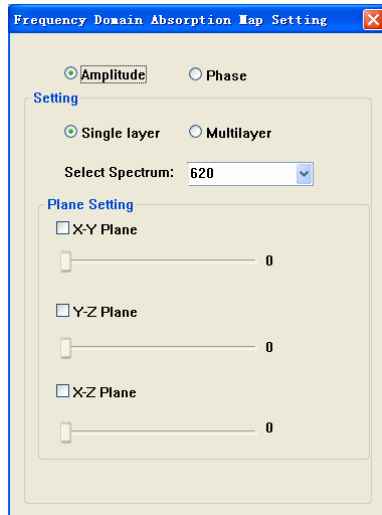 Frequency Domain Absorption Map Setting
Amplitude Phase
Setting
Single layer Multilayer
Select Spectrum: 620
Plane Setting
X-Y Plane
0
Y-Z Plane
0
X-Z Plane
0